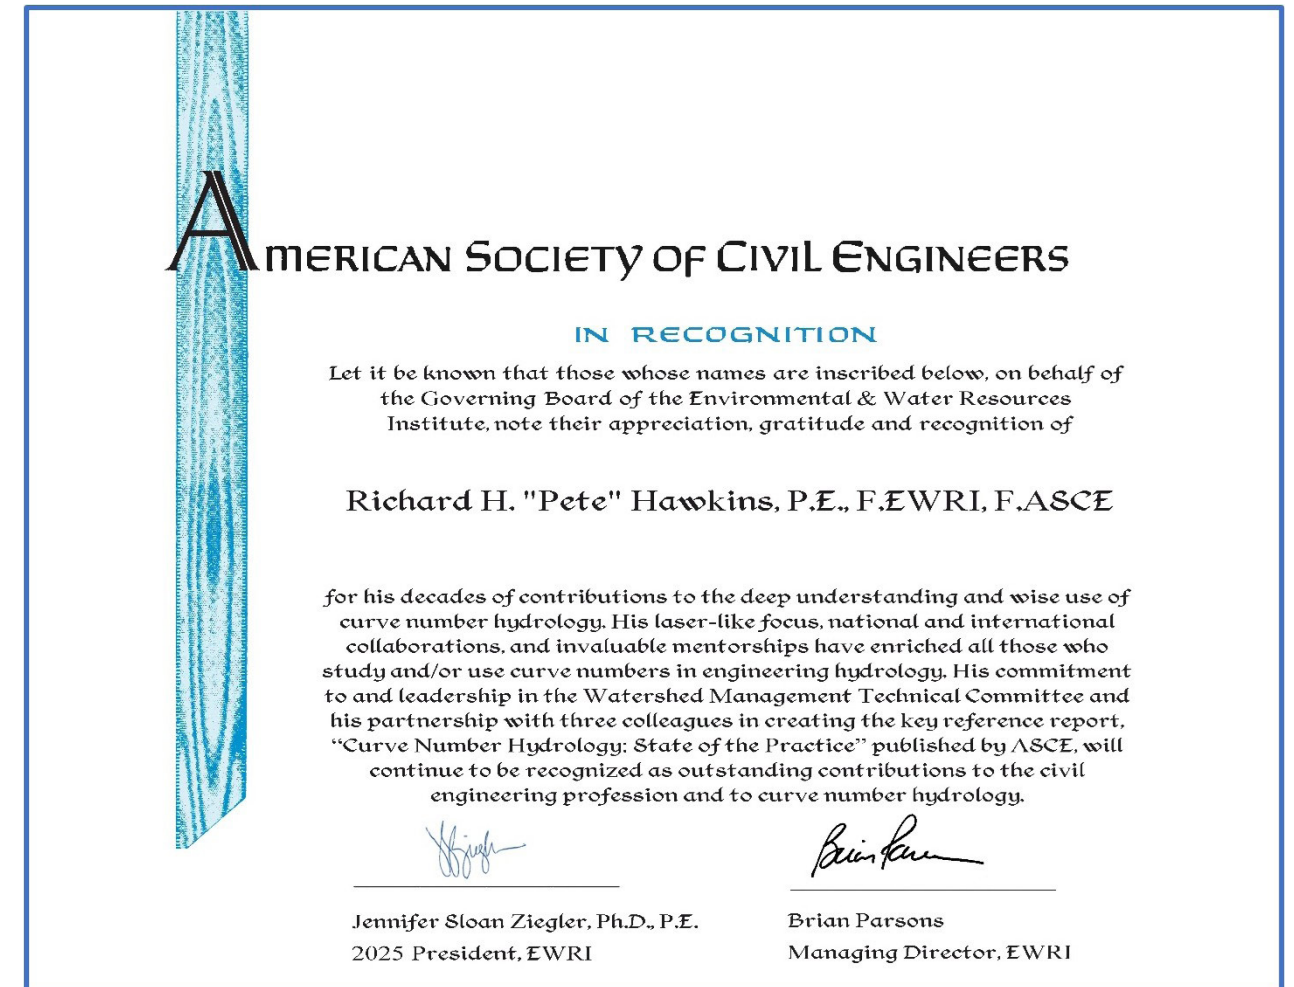 AMERICAN SOCIETY OF CIVIL ENGINEERS
IN RECOGNITION
Let it be known that those whose names are inscribed below, on behalf of
the Governing Board of the Environmental & Water Resources
Institute, note their appreciation, gratitude and recognition of
Richard H. "Pete" Hawkins, P.E., F.EWRI, F.ASCE
for his decades of contributions to the deep understanding and wise use of
curve number hydrology. His laser-like focus, national and international
collaborations, and invaluable mentorships have enriched all those who
study and/or use curve numbers in engineering hydrology. His commitment
to and leadership in the Watershed Management Technical Committee and
his partnership with three colleagues in creating the key reference report,
“Curve Number Hydrology: State of the Practice” published by ASCE, will
continue to be recognized as outstanding contributions to the civil
engineering profession and to curve number hydrology.
Brian Parsons
Jennifer Sloan Ziegler, Ph.D., P.E.
Brian Parsons
2025 President, EWRI
Managing Director, EWRI